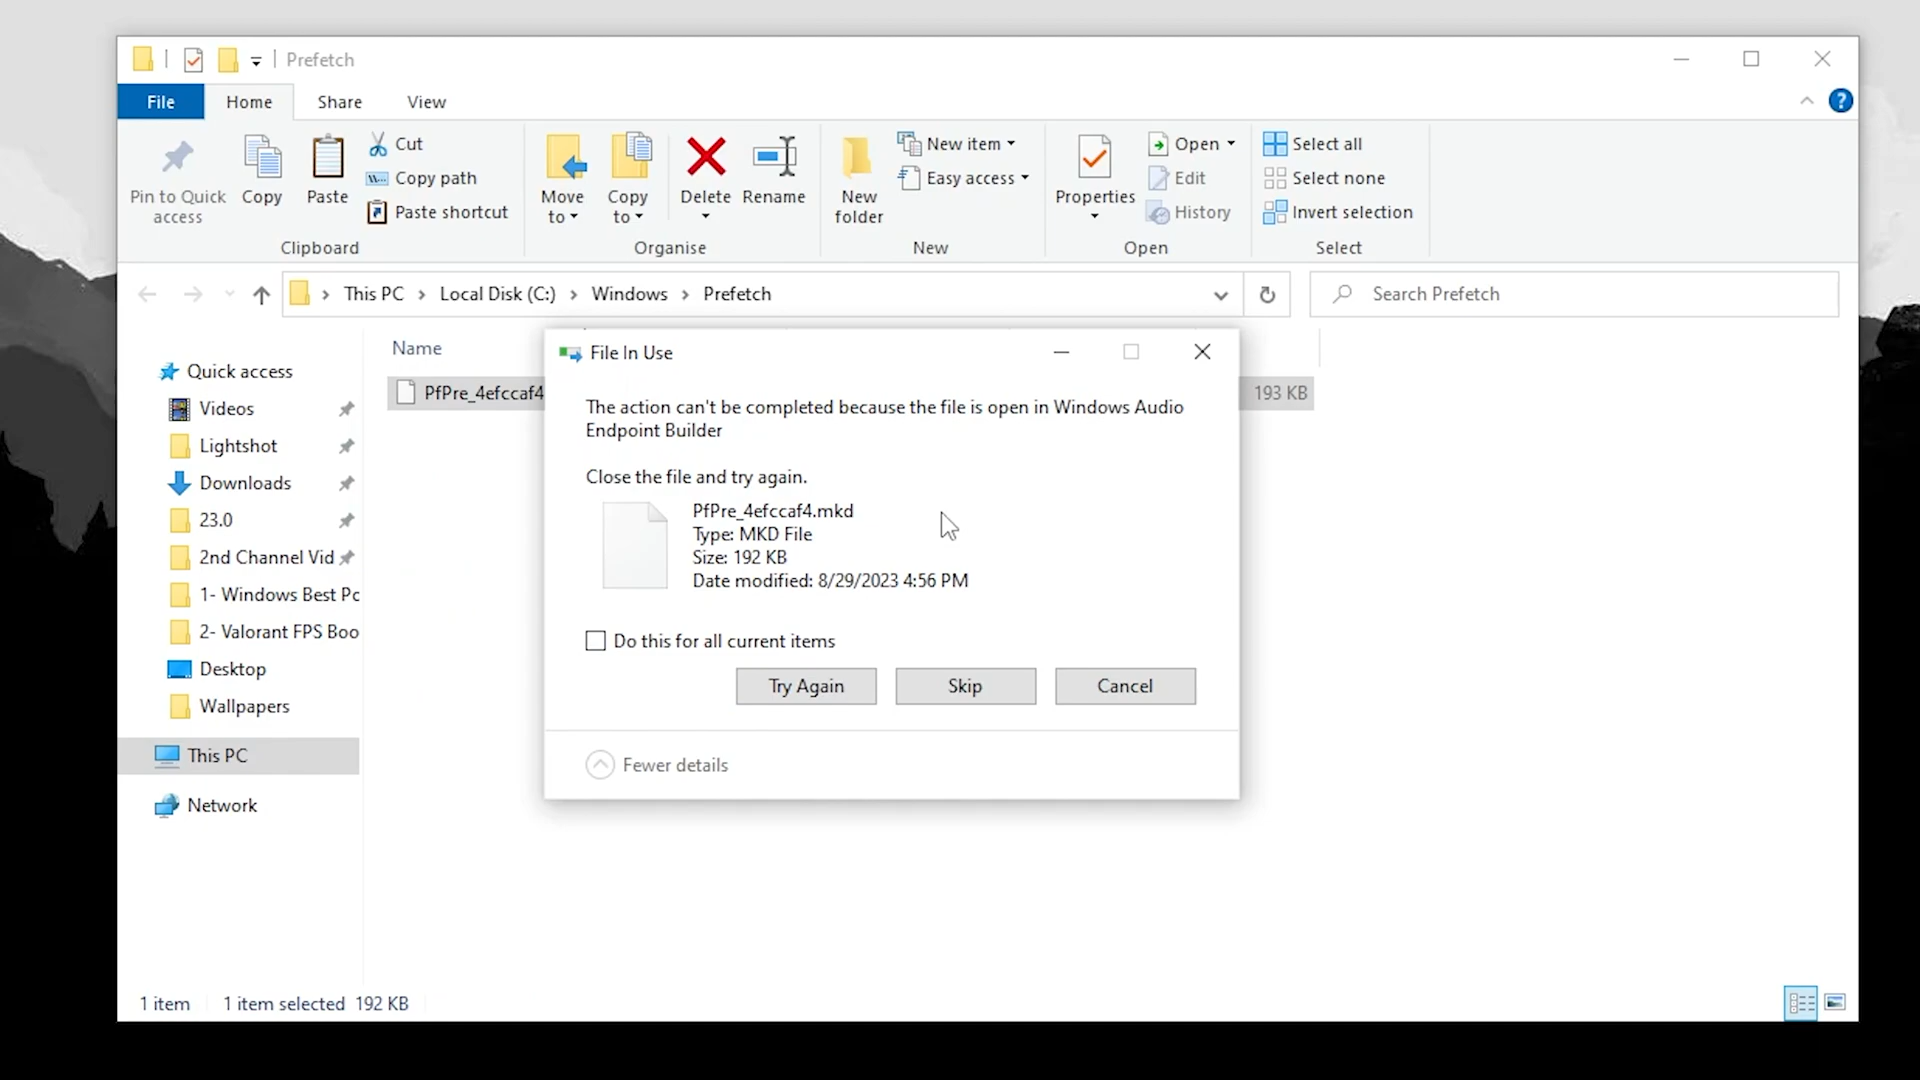 Prefetch
File
Home
Share
View
?
Pin to Quick
access
Copy
Paste
Cut
Copy path
Paste shortcut
Clipboard
Move
to
Copy
to
Delete
Rename
Organise
New
folder
New item
Easy access
New
Properties
Open
Edit
History
Open
Select all
Select none
Invert selection
Select
This PC > Local Disk (C:) > Windows > Prefetch
Search Prefetch
Quick access
Videos
Lightshot
Downloads
23.0
2nd Channel Vid
1- Windows Best Pc
2- Valorant FPS Boo
Desktop
Wallpapers
This PC
Network
Name
PfPre_4efccaf4
193 KB
File In Use
The action can't be completed because the file is open in Windows Audio
Endpoint Builder
Close the file and try again.
PfPre_4efccaf4.mkd
Type: MKD File
Size: 192 KB
Date modified: 8/29/2023 4:56 PM
Do this for all current items
Try Again
Skip
Cancel
Fewer details
1 item
1 item selected 192 KB